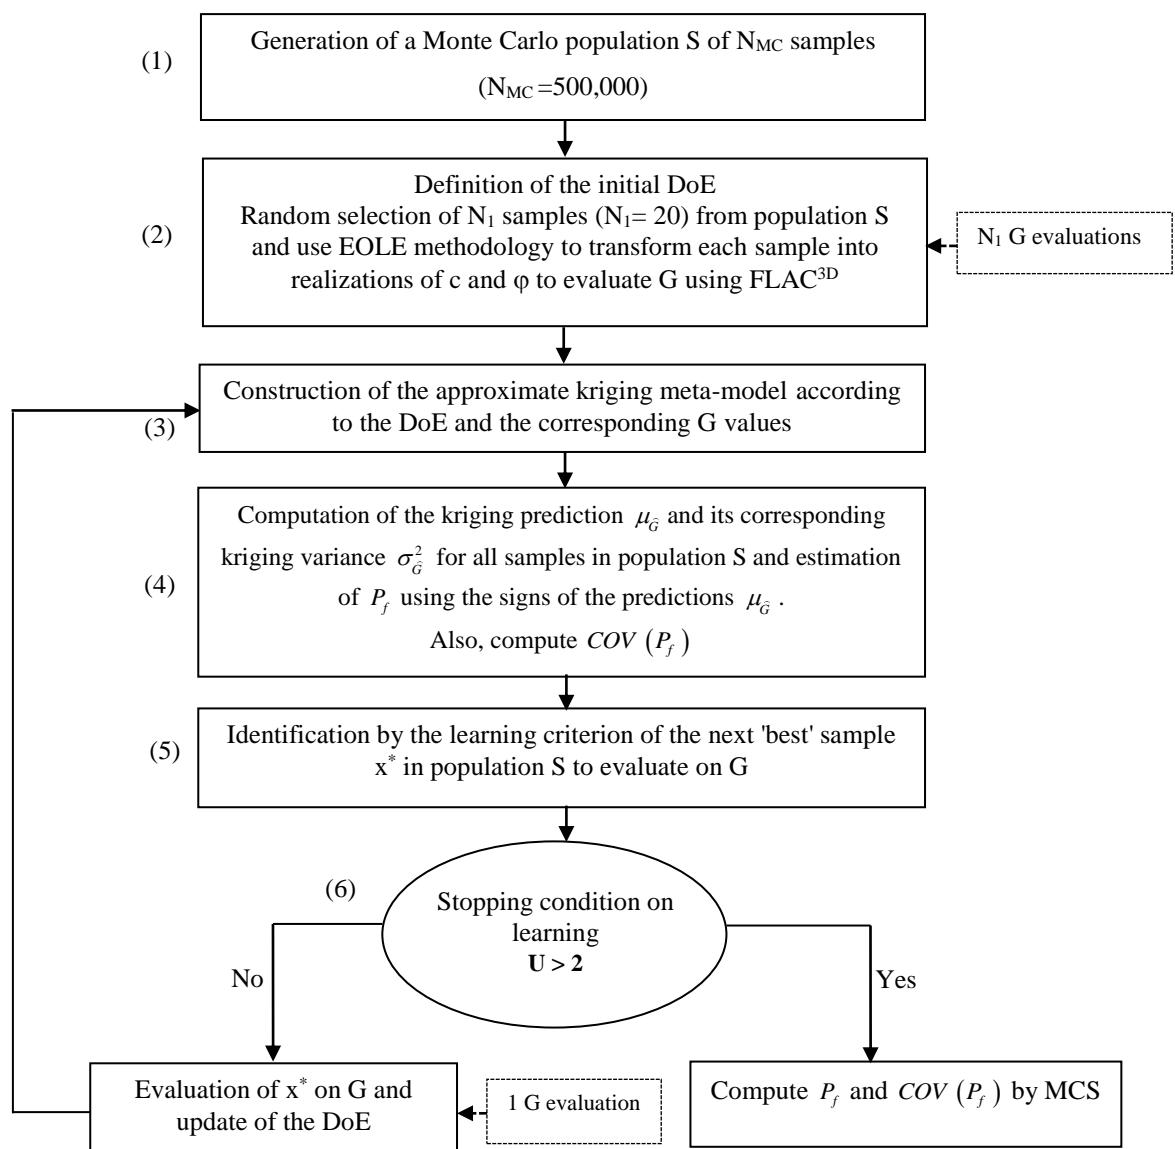 (1)
Generation of a Monte Carlo population S of N_MC samples
(N_MC =500,000)
(2)
Definition of the initial DoE
Random selection of N₁ samples (N₁= 20) from population S
and use EOLE methodology to transform each sample into
realizations of c and φ to evaluate G using FLAC³ᴰ
N₁ G evaluations
(3)
Construction of the approximate kriging meta-model according
to the DoE and the corresponding G values
(4)
Computation of the kriging prediction μ_Ĝ and its corresponding
kriging variance σ²_Ĝ for all samples in population S and estimation
of P_f using the signs of the predictions μ_Ĝ .
Also, compute COV (P_f)
(5)
Identification by the learning criterion of the next 'best' sample
x* in population S to evaluate on G
(6)
Stopping condition on
learning
U > 2
No
Yes
Evaluation of x* on G and
update of the DoE
1 G evaluation
Compute P_f and COV (P_f) by MCS